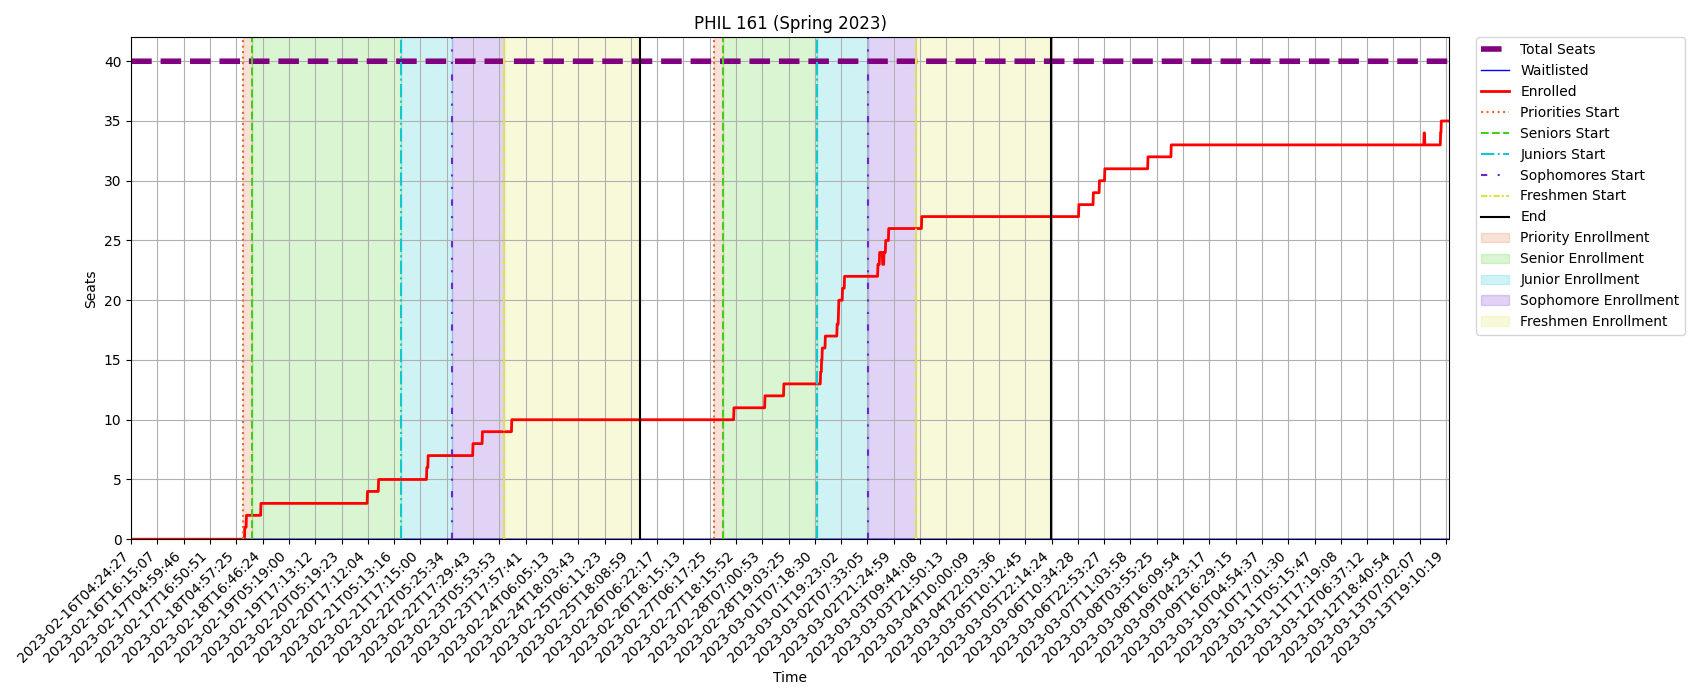 PHIL 161 (Spring 2023)
Seats
40
35
30
25
20
15
10
5
0
2023-02-16T04:24:27
2023-02-16T16:15:07
2023-02-17T04:59:46
2023-02-17T16:50:51
2023-02-18T04:57:25
2023-02-18T16:46:24
2023-02-19T05:19:00
2023-02-19T17:13:12
2023-02-20T05:19:23
2023-02-20T17:12:04
2023-02-21T05:13:16
2023-02-21T17:15:00
2023-02-22T05:25:34
2023-02-22T17:29:43
2023-02-23T05:53:53
2023-02-23T17:57:41
2023-02-24T06:05:13
2023-02-24T18:03:43
2023-02-25T06:11:23
2023-02-25T18:08:59
2023-02-26T06:22:17
2023-02-26T18:15:13
2023-02-27T06:17:25
2023-02-27T18:15:52
2023-02-28T07:00:53
2023-02-28T19:03:25
2023-03-01T07:18:30
2023-03-01T19:23:02
2023-03-02T07:33:05
2023-03-02T21:24:59
2023-03-03T09:44:08
2023-03-03T21:50:13
2023-03-04T10:00:09
2023-03-04T22:03:36
2023-03-05T10:12:45
2023-03-05T22:14:24
2023-03-06T10:34:28
2023-03-06T22:53:27
2023-03-07T11:03:58
2023-03-08T03:55:25
2023-03-08T16:09:54
2023-03-09T04:23:17
2023-03-09T16:29:15
2023-03-10T04:54:37
2023-03-10T17:01:30
2023-03-11T05:15:47
2023-03-11T17:19:08
2023-03-12T06:37:12
2023-03-12T18:40:54
2023-03-13T07:02:07
2023-03-13T19:10:19
Time
Total Seats
Waitlisted
Enrolled
Priorities Start
Seniors Start
Juniors Start
Sophomores Start
Freshmen Start
End
Priority Enrollment
Senior Enrollment
Junior Enrollment
Sophomore Enrollment
Freshmen Enrollment